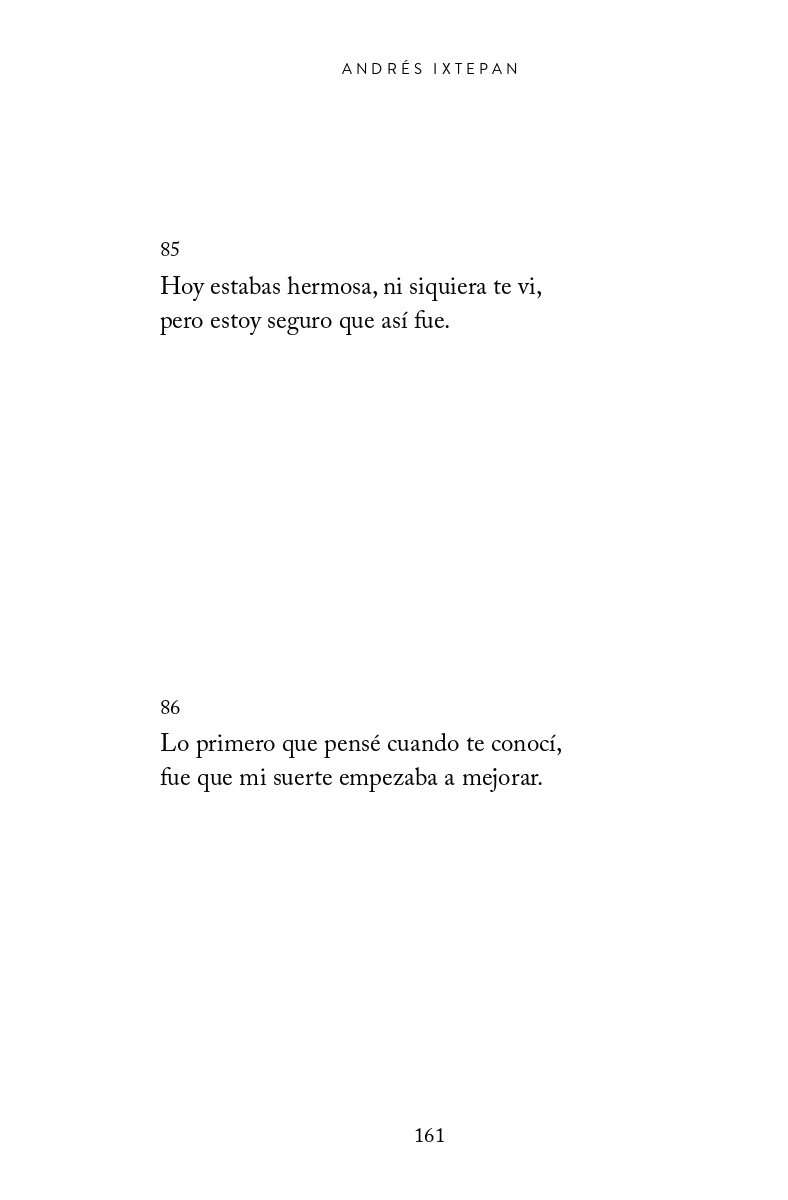 ANDRÉS IXTEPAN
85
Hoy estabas hermosa, ni siquiera te vi,
pero estoy seguro que así fue.
86
Lo primero que pensé cuando te conocí,
fue que mi suerte empezaba a mejorar.
161